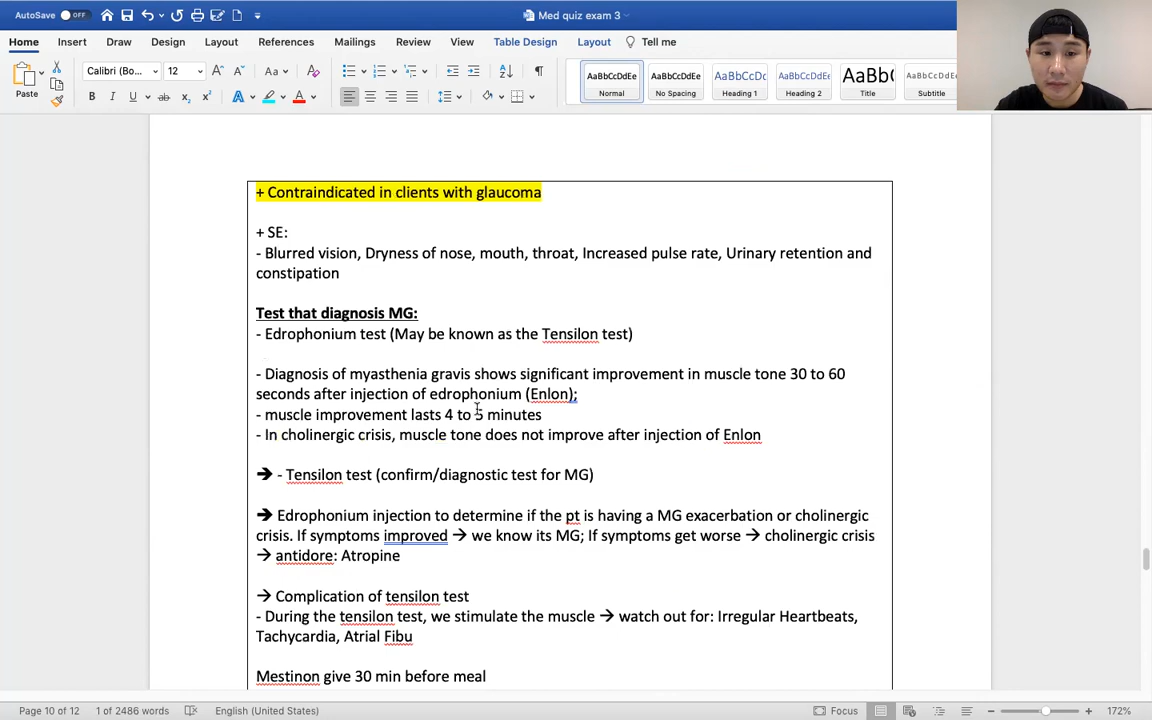 AutoSave OFF
Med quiz exam 3
Home Insert Draw Design Layout References Mailings Review View Table Design Layout Tell me
Paste
Calibri (Bo... 12
AaBbCcDdEe AaBbCcDdEe AaBbCcDc AaBbCcDdEe AaBb( AaBbCcDdEe
Normal No Spacing Heading 1 Heading 2 Title Subtitle
+ Contraindicated in clients with glaucoma
+ SE:
- Blurred vision, Dryness of nose, mouth, throat, Increased pulse rate, Urinary retention and
constipation
Test that diagnosis MG:
- Edrophonium test (May be known as the Tensilon test)
- Diagnosis of myasthenia gravis shows significant improvement in muscle tone 30 to 60
seconds after injection of edrophonium (Enlon);
- muscle improvement lasts 4 to 5 minutes
- In cholinergic crisis, muscle tone does not improve after injection of Enlon
➔ - Tensilon test (confirm/diagnostic test for MG)
➔ Edrophonium injection to determine if the pt is having a MG exacerbation or cholinergic
crisis. If symptoms improved → we know its MG; If symptoms get worse → cholinergic crisis
→ antidore: Atropine
→ Complication of tensilon test
- During the tensilon test, we stimulate the muscle → watch out for: Irregular Heartbeats,
Tachycardia, Atrial Fibu
Mestinon give 30 min before meal
Page 10 of 12 1 of 2486 words English (United States) Focus 172%